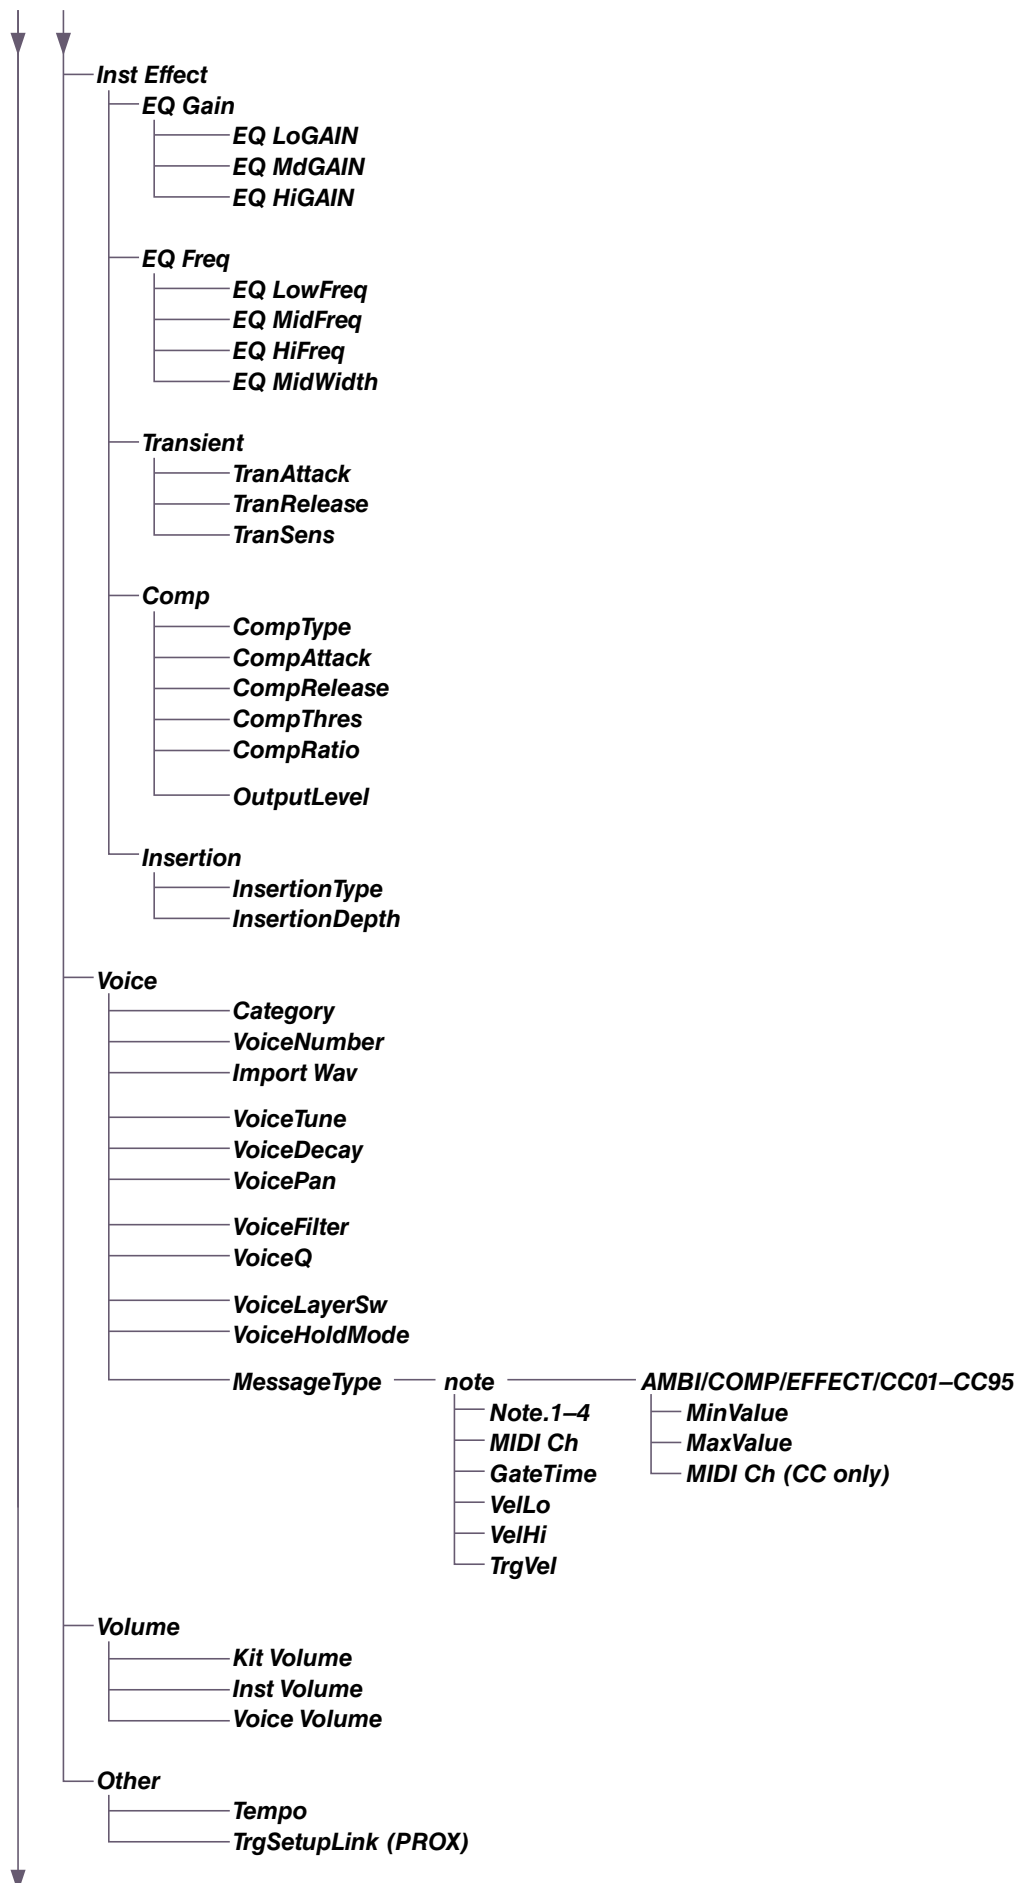 Inst Effect
EQ Gain
EQ LoGAIN
EQ MdGAIN
EQ HiGAIN
EQ Freq
EQ LowFreq
EQ MidFreq
EQ HiFreq
EQ MidWidth
Transient
TranAttack
TranRelease
TranSens
Comp
CompType
CompAttack
CompRelease
CompThres
CompRatio
OutputLevel
Insertion
InsertionType
InsertionDepth
Voice
Category
VoiceNumber
Import Wav
VoiceTune
VoiceDecay
VoicePan
VoiceFilter
VoiceQ
VoiceLayerSw
VoiceHoldMode
MessageType note AMBI/COMP/EFFECT/CC01–CC95
Note.1–4 MinValue
MIDI Ch MaxValue
GateTime MIDI Ch (CC only)
VelLo
VelHi
TrgVel
Volume
Kit Volume
Inst Volume
Voice Volume
Other
Tempo
TrgSetupLink (PROX)